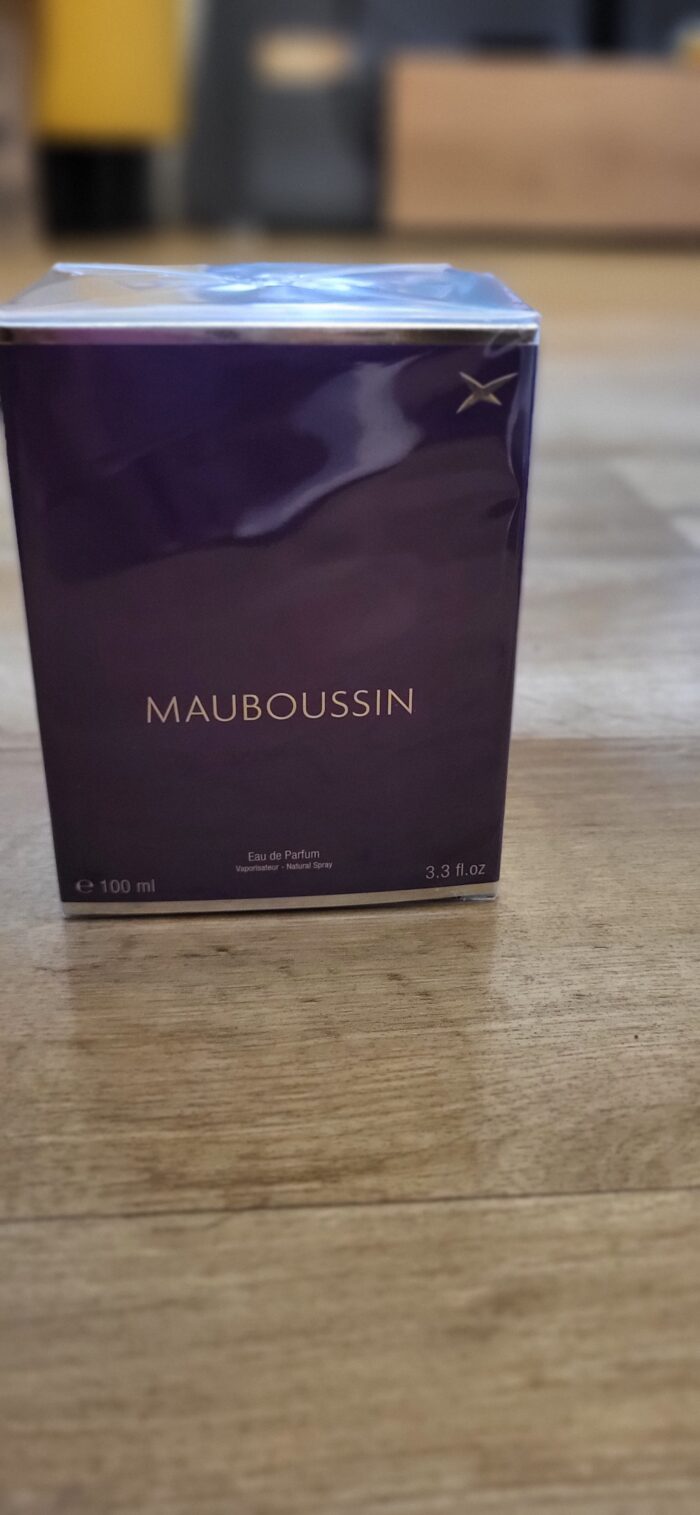 MAUBOUSSIN
Eau de Parfum
Vaporisateur - Natural Spray
℮ 100 ml
3.3 fl.oz